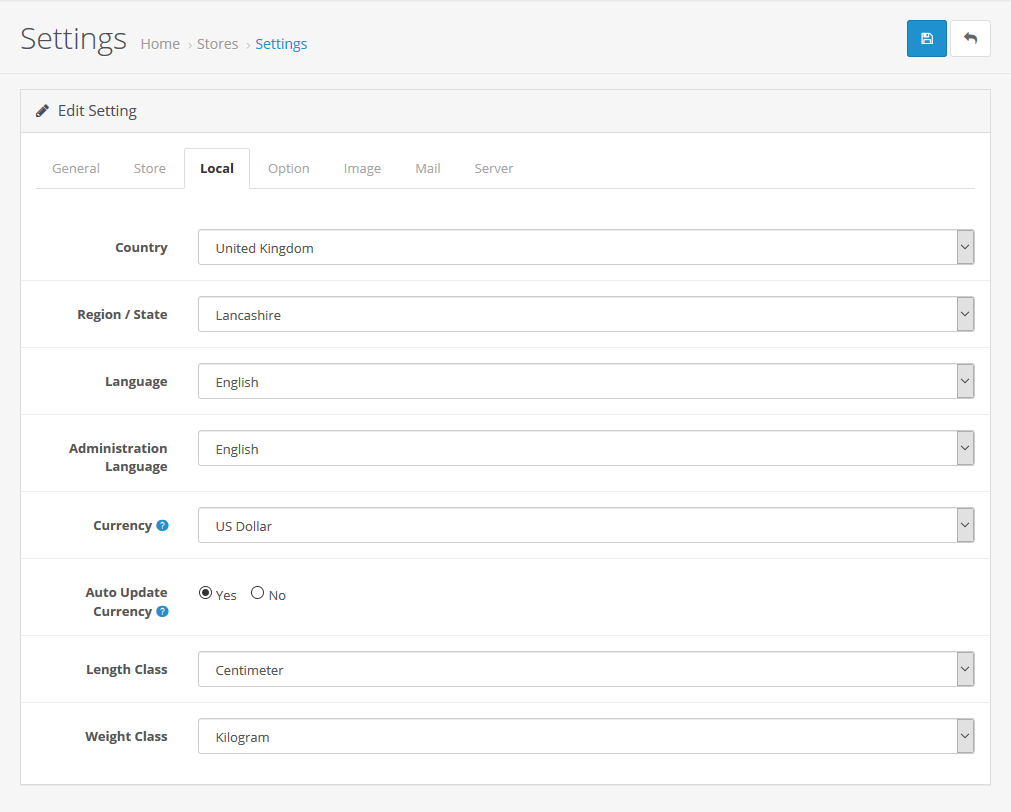 Settings Home › Stores › Settings
Edit Setting
General Store Local Option Image Mail Server
Country United Kingdom
Region / State Lancashire
Language English
Administration
Language English
Currency ? US Dollar
Auto Update
Currency ? Yes No
Length Class Centimeter
Weight Class Kilogram